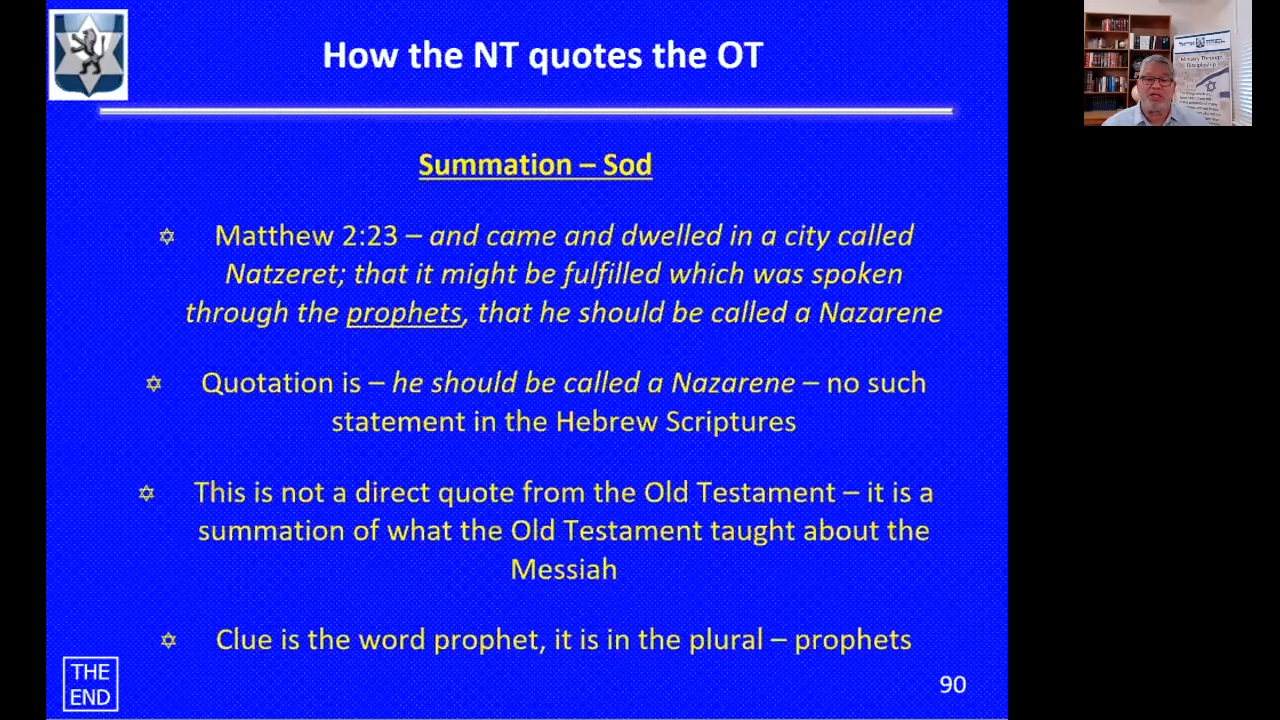 How the NT quotes the OT
Summation – Sod
✡ Matthew 2:23 – and came and dwelled in a city called
Natzeret; that it might be fulfilled which was spoken
through the prophets, that he should be called a Nazarene
✡ Quotation is – he should be called a Nazarene – no such
statement in the Hebrew Scriptures
✡ This is not a direct quote from the Old Testament – it is a
summation of what the Old Testament taught about the
Messiah
✡ Clue is the word prophet, it is in the plural – prophets
THE
END
90
Ministry Through
Discipleship